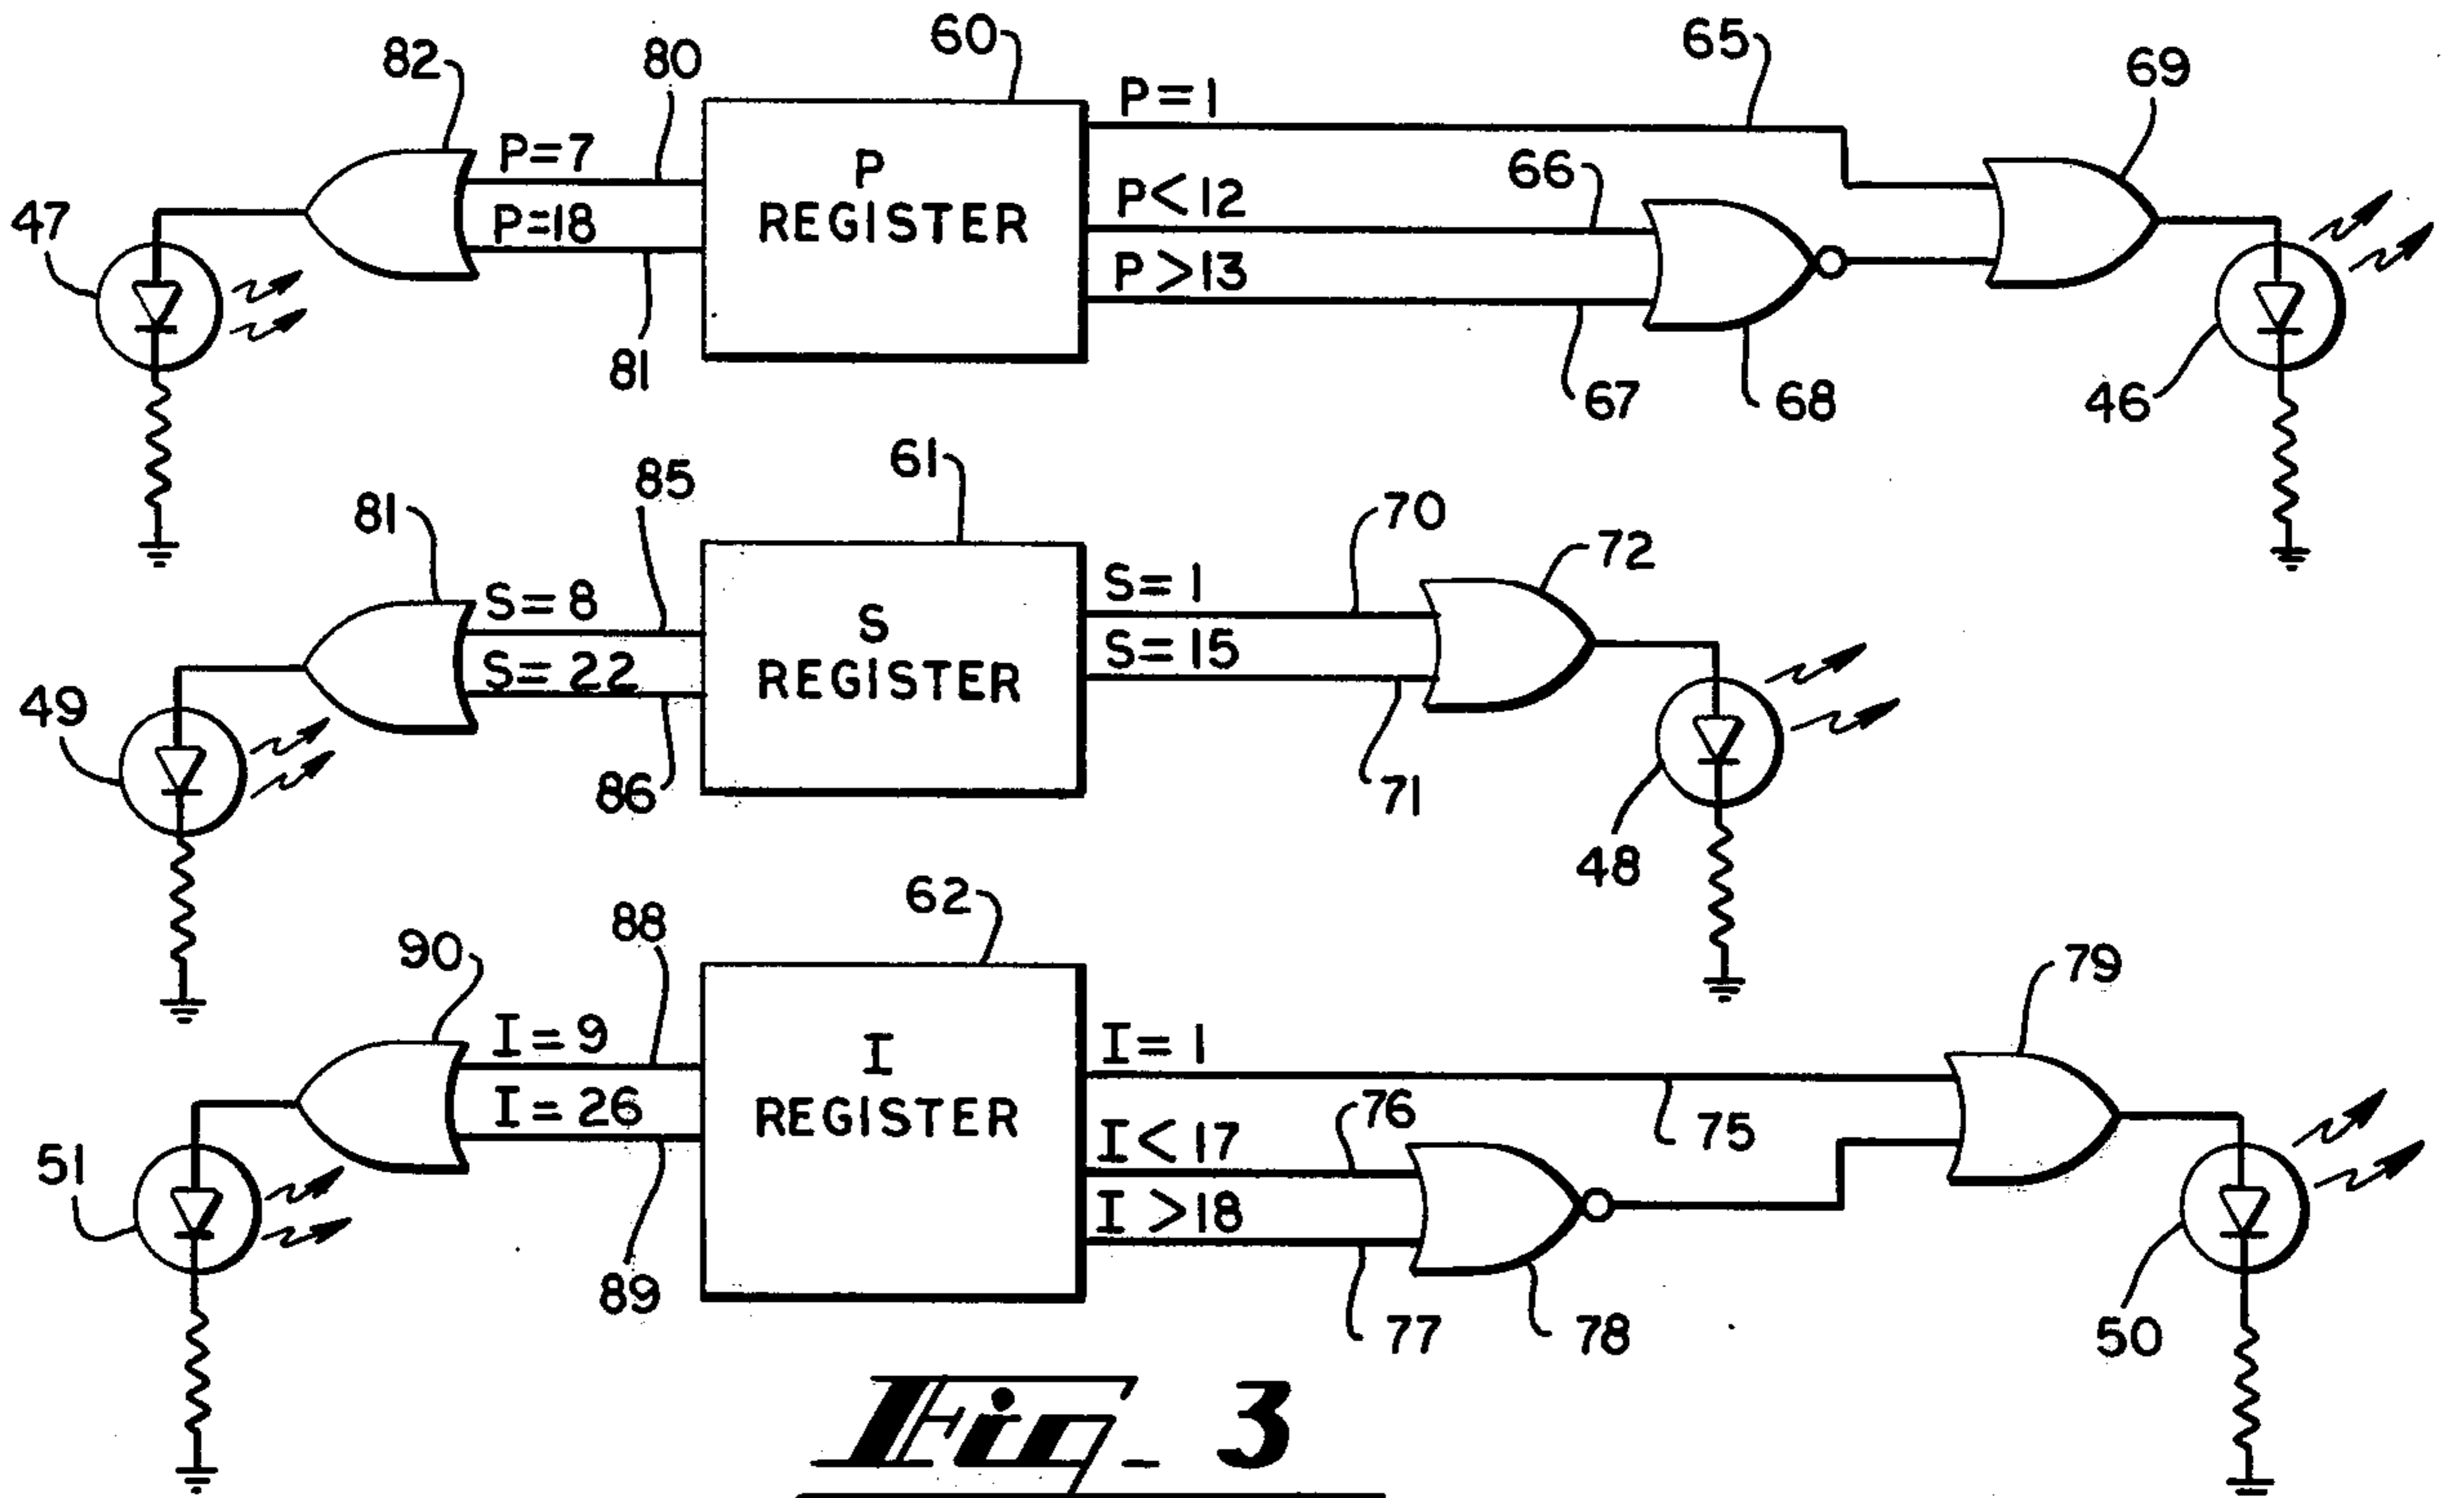 82
80
60
65
69
P=1
P=7
P
REGISTER
66
P<12
47
P=18
P>13
81
67
68
46
61
85
81
70
72
S=8
S=1
S
REGISTER
S=22
S=15
49
86
71
48
62
88
90
79
I=9
I=1
I
REGISTER
I=26
76
75
I<17
51
I>18
89
77
78
50
Fig_ 3